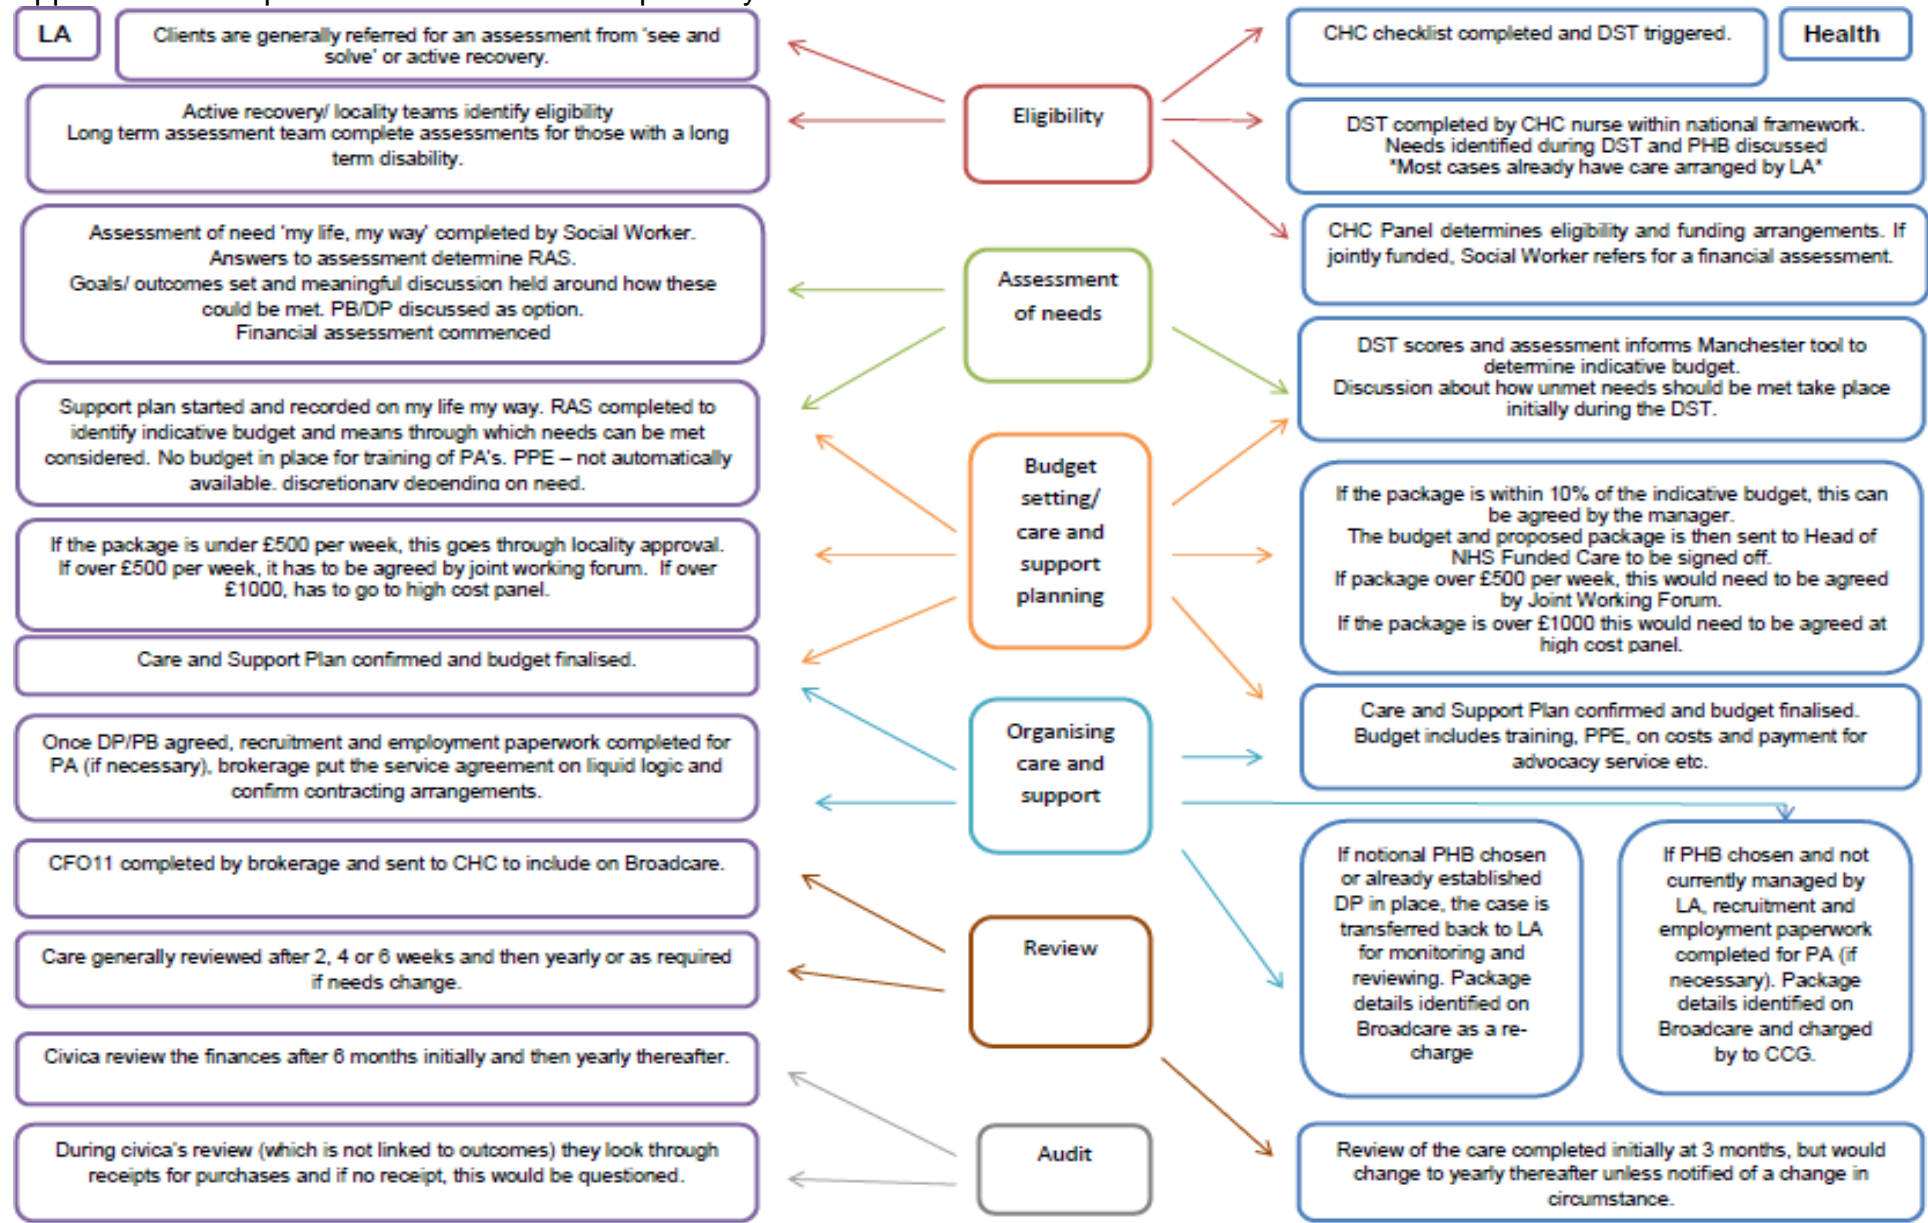 LA
Clients are generally referred for an assessment from 'see and
solve' or active recovery.
Active recovery/ locality teams identify eligibility
Long term assessment team complete assessments for those with a long
term disability.
Assessment of need 'my life, my way' completed by Social Worker.
Answers to assessment determine RAS.
Goals/ outcomes set and meaningful discussion held around how these
could be met. PB/DP discussed as option.
Financial assessment commenced
Support plan started and recorded on my life my way. RAS completed to
identify indicative budget and means through which needs can be met
considered. No budget in place for training of PA's. PPE – not automatically
available. discretionary depending on need.
If the package is under £500 per week, this goes through locality approval.
If over £500 per week, it has to be agreed by joint working forum. If over
£1000, has to go to high cost panel.
Care and Support Plan confirmed and budget finalised.
Once DP/PB agreed, recruitment and employment paperwork completed for
PA (if necessary), brokerage put the service agreement on liquid logic and
confirm contracting arrangements.
CFO11 completed by brokerage and sent to CHC to include on Broadcare.
Care generally reviewed after 2, 4 or 6 weeks and then yearly or as required
if needs change.
Civica review the finances after 6 months initially and then yearly thereafter.
During civica's review (which is not linked to outcomes) they look through
receipts for purchases and if no receipt, this would be questioned.
Eligibility
Assessment
of needs
Budget
setting/
care and
support
planning
Organising
care and
support
Review
Audit
Health
CHC checklist completed and DST triggered.
DST completed by CHC nurse within national framework.
Needs identified during DST and PHB discussed
*Most cases already have care arranged by LA*
CHC Panel determines eligibility and funding arrangements. If
jointly funded, Social Worker refers for a financial assessment.
DST scores and assessment informs Manchester tool to
determine indicative budget.
Discussion about how unmet needs should be met take place
initially during the DST.
If the package is within 10% of the indicative budget, this can
be agreed by the manager.
The budget and proposed package is then sent to Head of
NHS Funded Care to be signed off.
If package over £500 per week, this would need to be agreed
by Joint Working Forum.
If the package is over £1000 this would need to be agreed at
high cost panel.
Care and Support Plan confirmed and budget finalised.
Budget includes training, PPE, on costs and payment for
advocacy service etc.
If notional PHB chosen
or already established
DP in place, the case is
transferred back to LA
for monitoring and
reviewing. Package
details identified on
Broadcare as a re-
charge
If PHB chosen and not
currently managed by
LA, recruitment and
employment paperwork
completed for PA (if
necessary). Package
details identified on
Broadcare and charged
by to CCG.
Review of the care completed initially at 3 months, but would
change to yearly thereafter unless notified of a change in
circumstance.